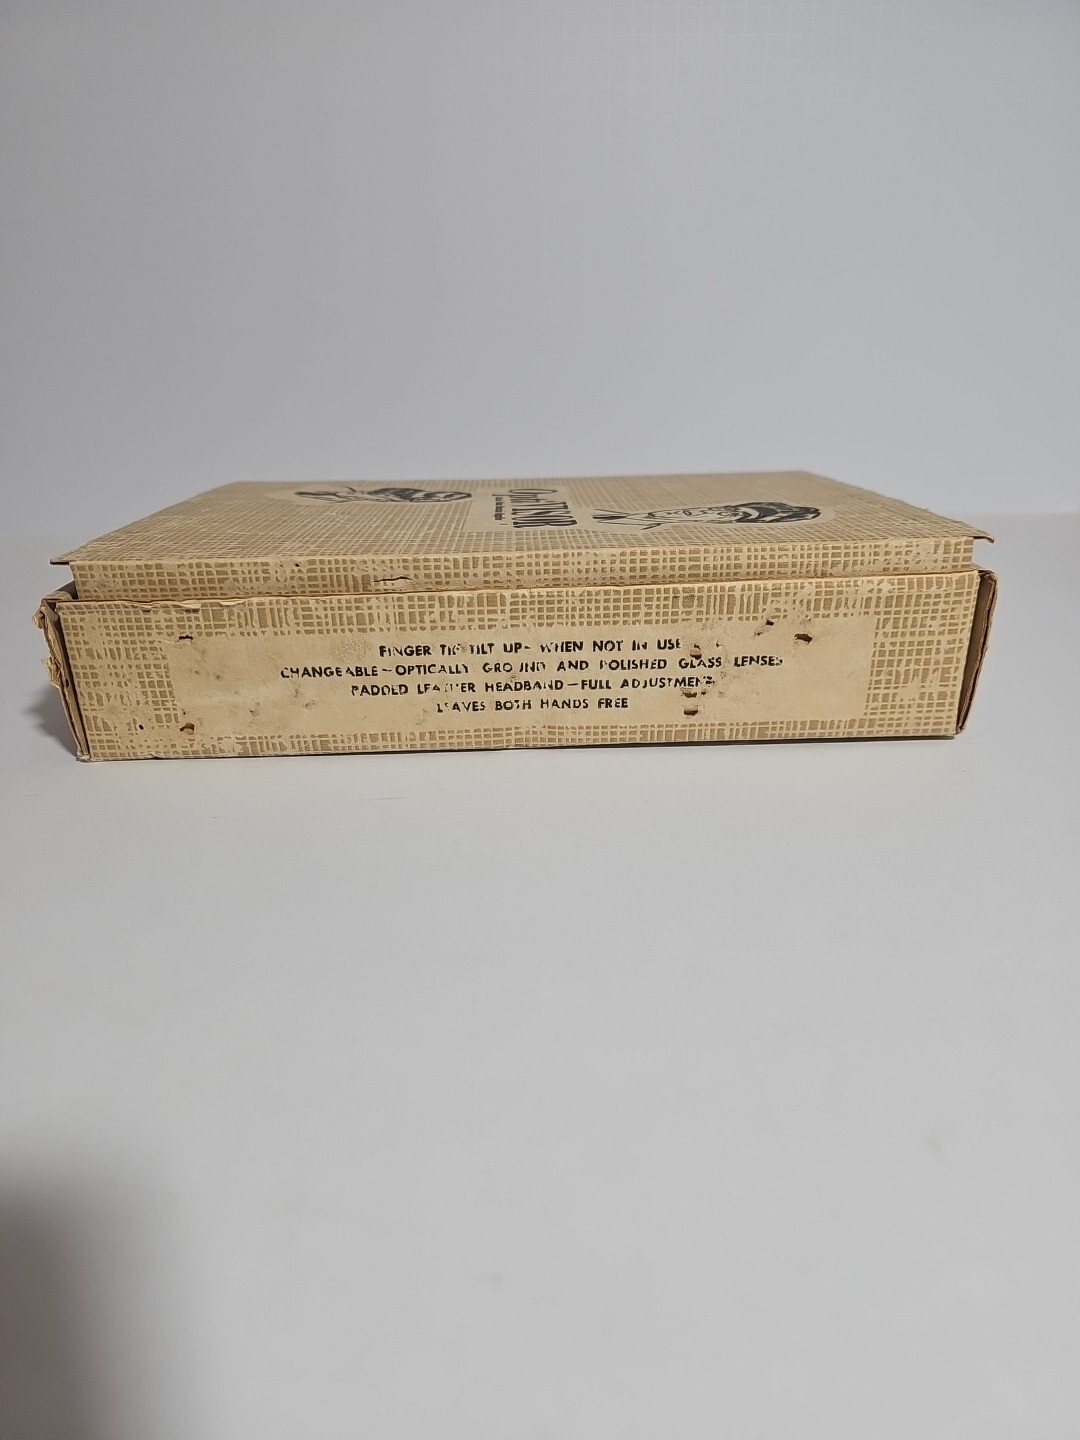 OptiVISOR
FINGER TIP TILT UP - WHEN NOT IN USE
CHANGEABLE - OPTICALLY GROUND AND POLISHED GLASS LENSES
PADDED LEATHER HEADBAND - FULL ADJUSTMENT
LEAVES BOTH HANDS FREE